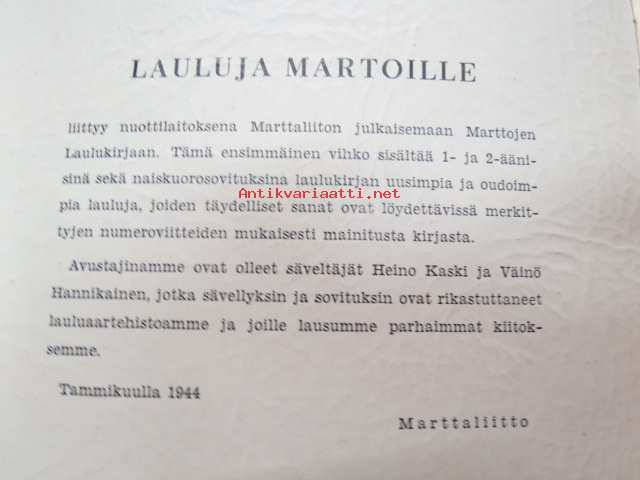 LAULUJA MARTOILLE
liittyy nuottilaitoksena Marttaliiton julkaisemaan Marttojen
Laulukirjaan. Tämä ensimmäinen vihko sisältää 1- ja 2-ääni-
sinä sekä naiskuorosovituksina laulukirjan uusimpia ja oudoim-
Antikvariaatti.net
pia lauluja, joiden täydelliset sanat ovat löydettävissä merkit-
tyjen numeroviitteiden mukaisesti mainitusta kirjasta.
Avustajinamme ovat olleet säveltäjät Heino Kaski ja Väinö
Hannikainen, jotka sävellyksin ja sovituksin ovat rikastuttaneet
lauluaartehistoamme ja joille lausumme parhaimmat kiitok-
semme.
Tammikuulla 1944
Marttaliitto